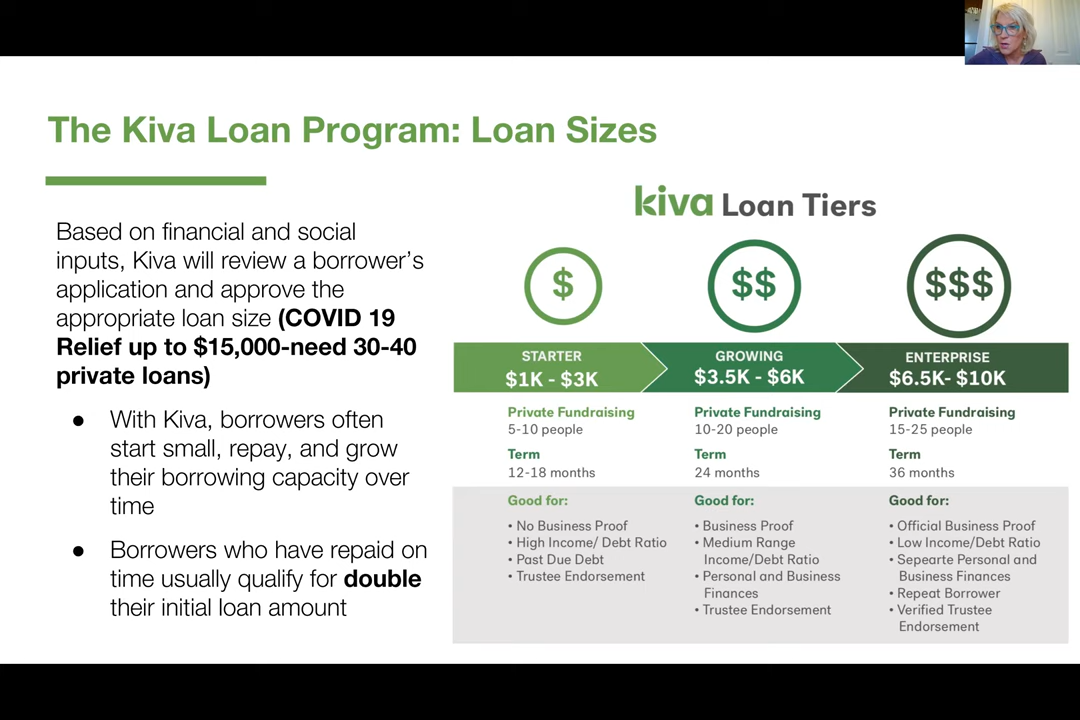 The Kiva Loan Program: Loan Sizes
Based on financial and social
inputs, Kiva will review a borrower's
application and approve the
appropriate loan size (COVID 19
Relief up to $15,000-need 30-40
private loans)
● With Kiva, borrowers often
start small, repay, and grow
their borrowing capacity over
time
● Borrowers who have repaid on
time usually qualify for double
their initial loan amount
kiva Loan Tiers
$
$$
$$$
STARTER
$1K - $3K
GROWING
$3.5K - $6K
ENTERPRISE
$6.5K- $10K
Private Fundraising
5-10 people
Term
12-18 months
Good for:
• No Business Proof
• High Income/ Debt Ratio
• Past Due Debt
• Trustee Endorsement
Private Fundraising
10-20 people
Term
24 months
Good for:
• Business Proof
• Medium Range
Income/Debt Ratio
• Personal and Business
Finances
• Trustee Endorsement
Private Fundraising
15-25 people
Term
36 months
Good for:
• Official Business Proof
• Low Income/Debt Ratio
• Sepearte Personal and
Business Finances
• Repeat Borrower
• Verified Trustee
Endorsement